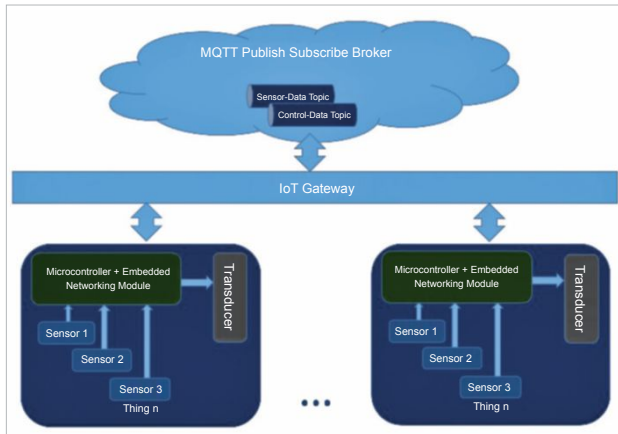 MQTT Publish Subscribe Broker
Sensor-Data Topic
Control-Data Topic
IoT Gateway
Microcontroller + Embedded
Networking Module
Transducer
Sensor 1
Sensor 2
Sensor 3
Thing n
Microcontroller + Embedded
Networking Module
Transducer
Sensor 1
Sensor 2
Sensor 3
Thing n